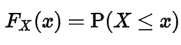 F_X(x) = P(X ≤ x)